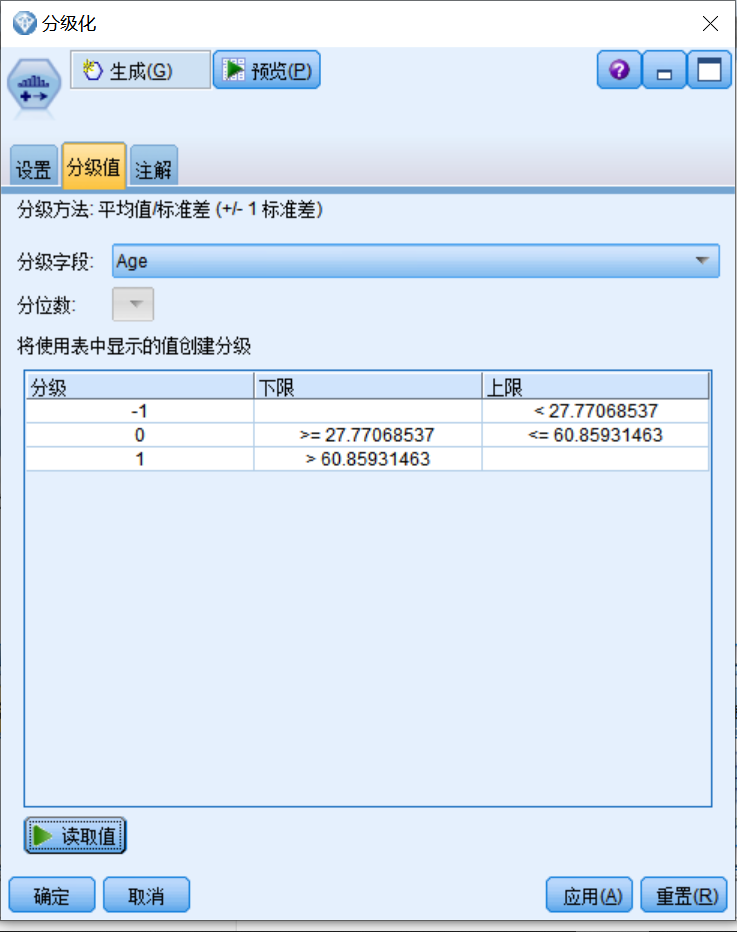 分级化
生成(G) 预览(P)
设置 分级值 注解
分级方法: 平均值/标准差 (+/- 1 标准差)
分级字段: Age
分位数:
将使用表中显示的值创建分级
分级 下限 上限
-1 < 27.77068537
0 >= 27.77068537 <= 60.85931463
1 > 60.85931463
读取值
确定 取消 应用(A) 重置(R)